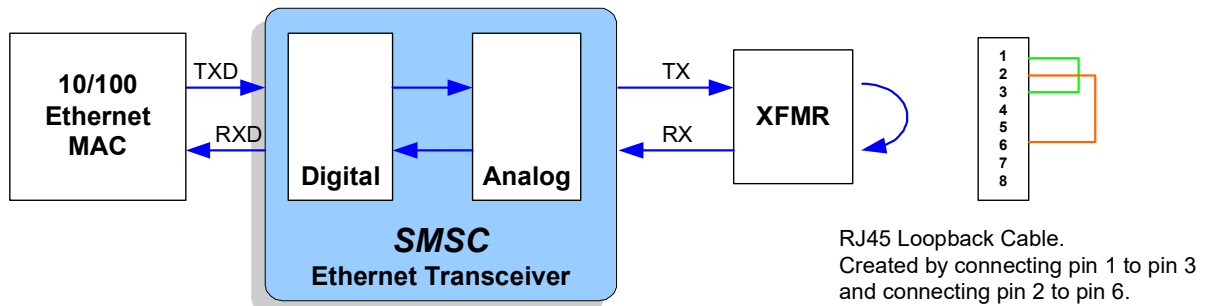 10/100
Ethernet
MAC
TXD
RXD
Digital
Analog
SMSC
Ethernet Transceiver
TX
RX
XFMR
1
2
3
4
5
6
7
8
RJ45 Loopback Cable.
Created by connecting pin 1 to pin 3
and connecting pin 2 to pin 6.